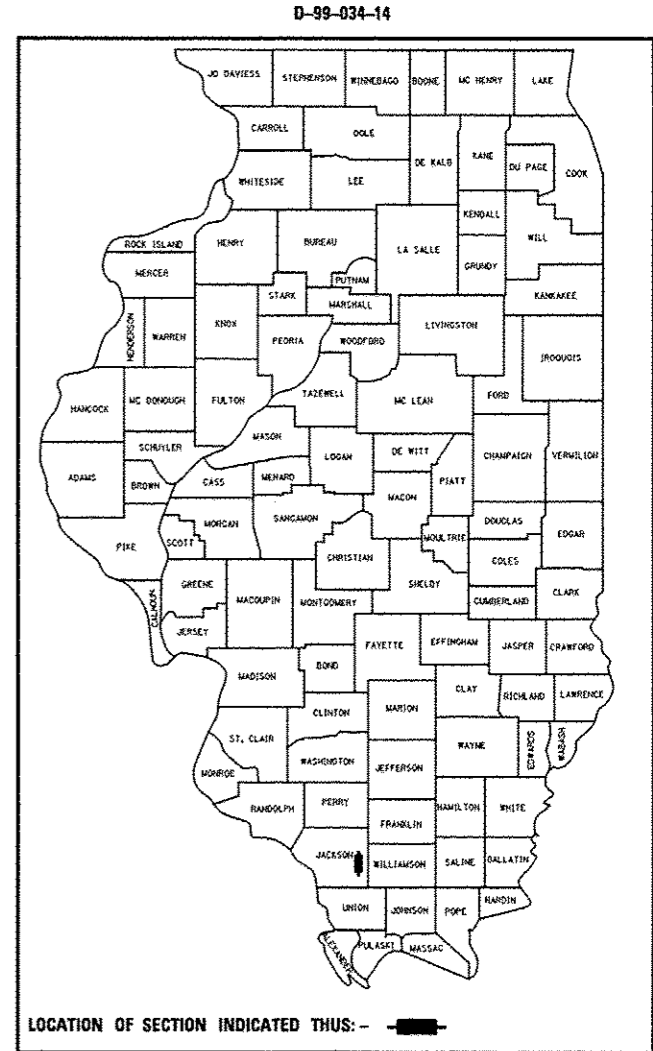 D-99-034-14
JO DAVIESS STEPHENSON WINNEBAGO BOONE MC HENRY LAKE
CARROLL OGLE
DE KALB KANE DU PAGE COOK
WHITESIDE LEE
KENDALL
ROCK ISLAND HENRY BUREAU LA SALLE WILL
GRUNDY
MERCER PUTNAM
KANKAKEE
STARK MARSHALL
HENDERSON WARREN KNOX PEORIA WOODFORD LIVINGSTON IROQUOIS
TAZEWELL MC LEAN FORD
HANCOCK MC DONOUGH FULTON
MASON
SCHUYLER LOGAN DE WITT CHAMPAIGN VERMILION
ADAMS BROWN CASS MENARD PIATT
MACON
MORGAN SANGAMON DOUGLAS
PIKE SCOTT CHRISTIAN MOULTRIE EDGAR
COLES
GREENE SHELBY
CALHOUN MACOUPIN MONTGOMERY CUMBERLAND CLARK
JERSEY
FAYETTE EFFINGHAM JASPER CRAWFORD
MADISON BOND
CLAY RICHLAND LAWRENCE
CLINTON MARION
ST. CLAIR WAYNE EDWARDS WABASH
MONROE WASHINGTON JEFFERSON
RANDOLPH PERRY HAMILTON WHITE
FRANKLIN
JACKSON WILLIAMSON SALINE GALLATIN
UNION JOHNSON POPE HARDIN
ALEXANDER PULASKI MASSAC
LOCATION OF SECTION INDICATED THUS: -